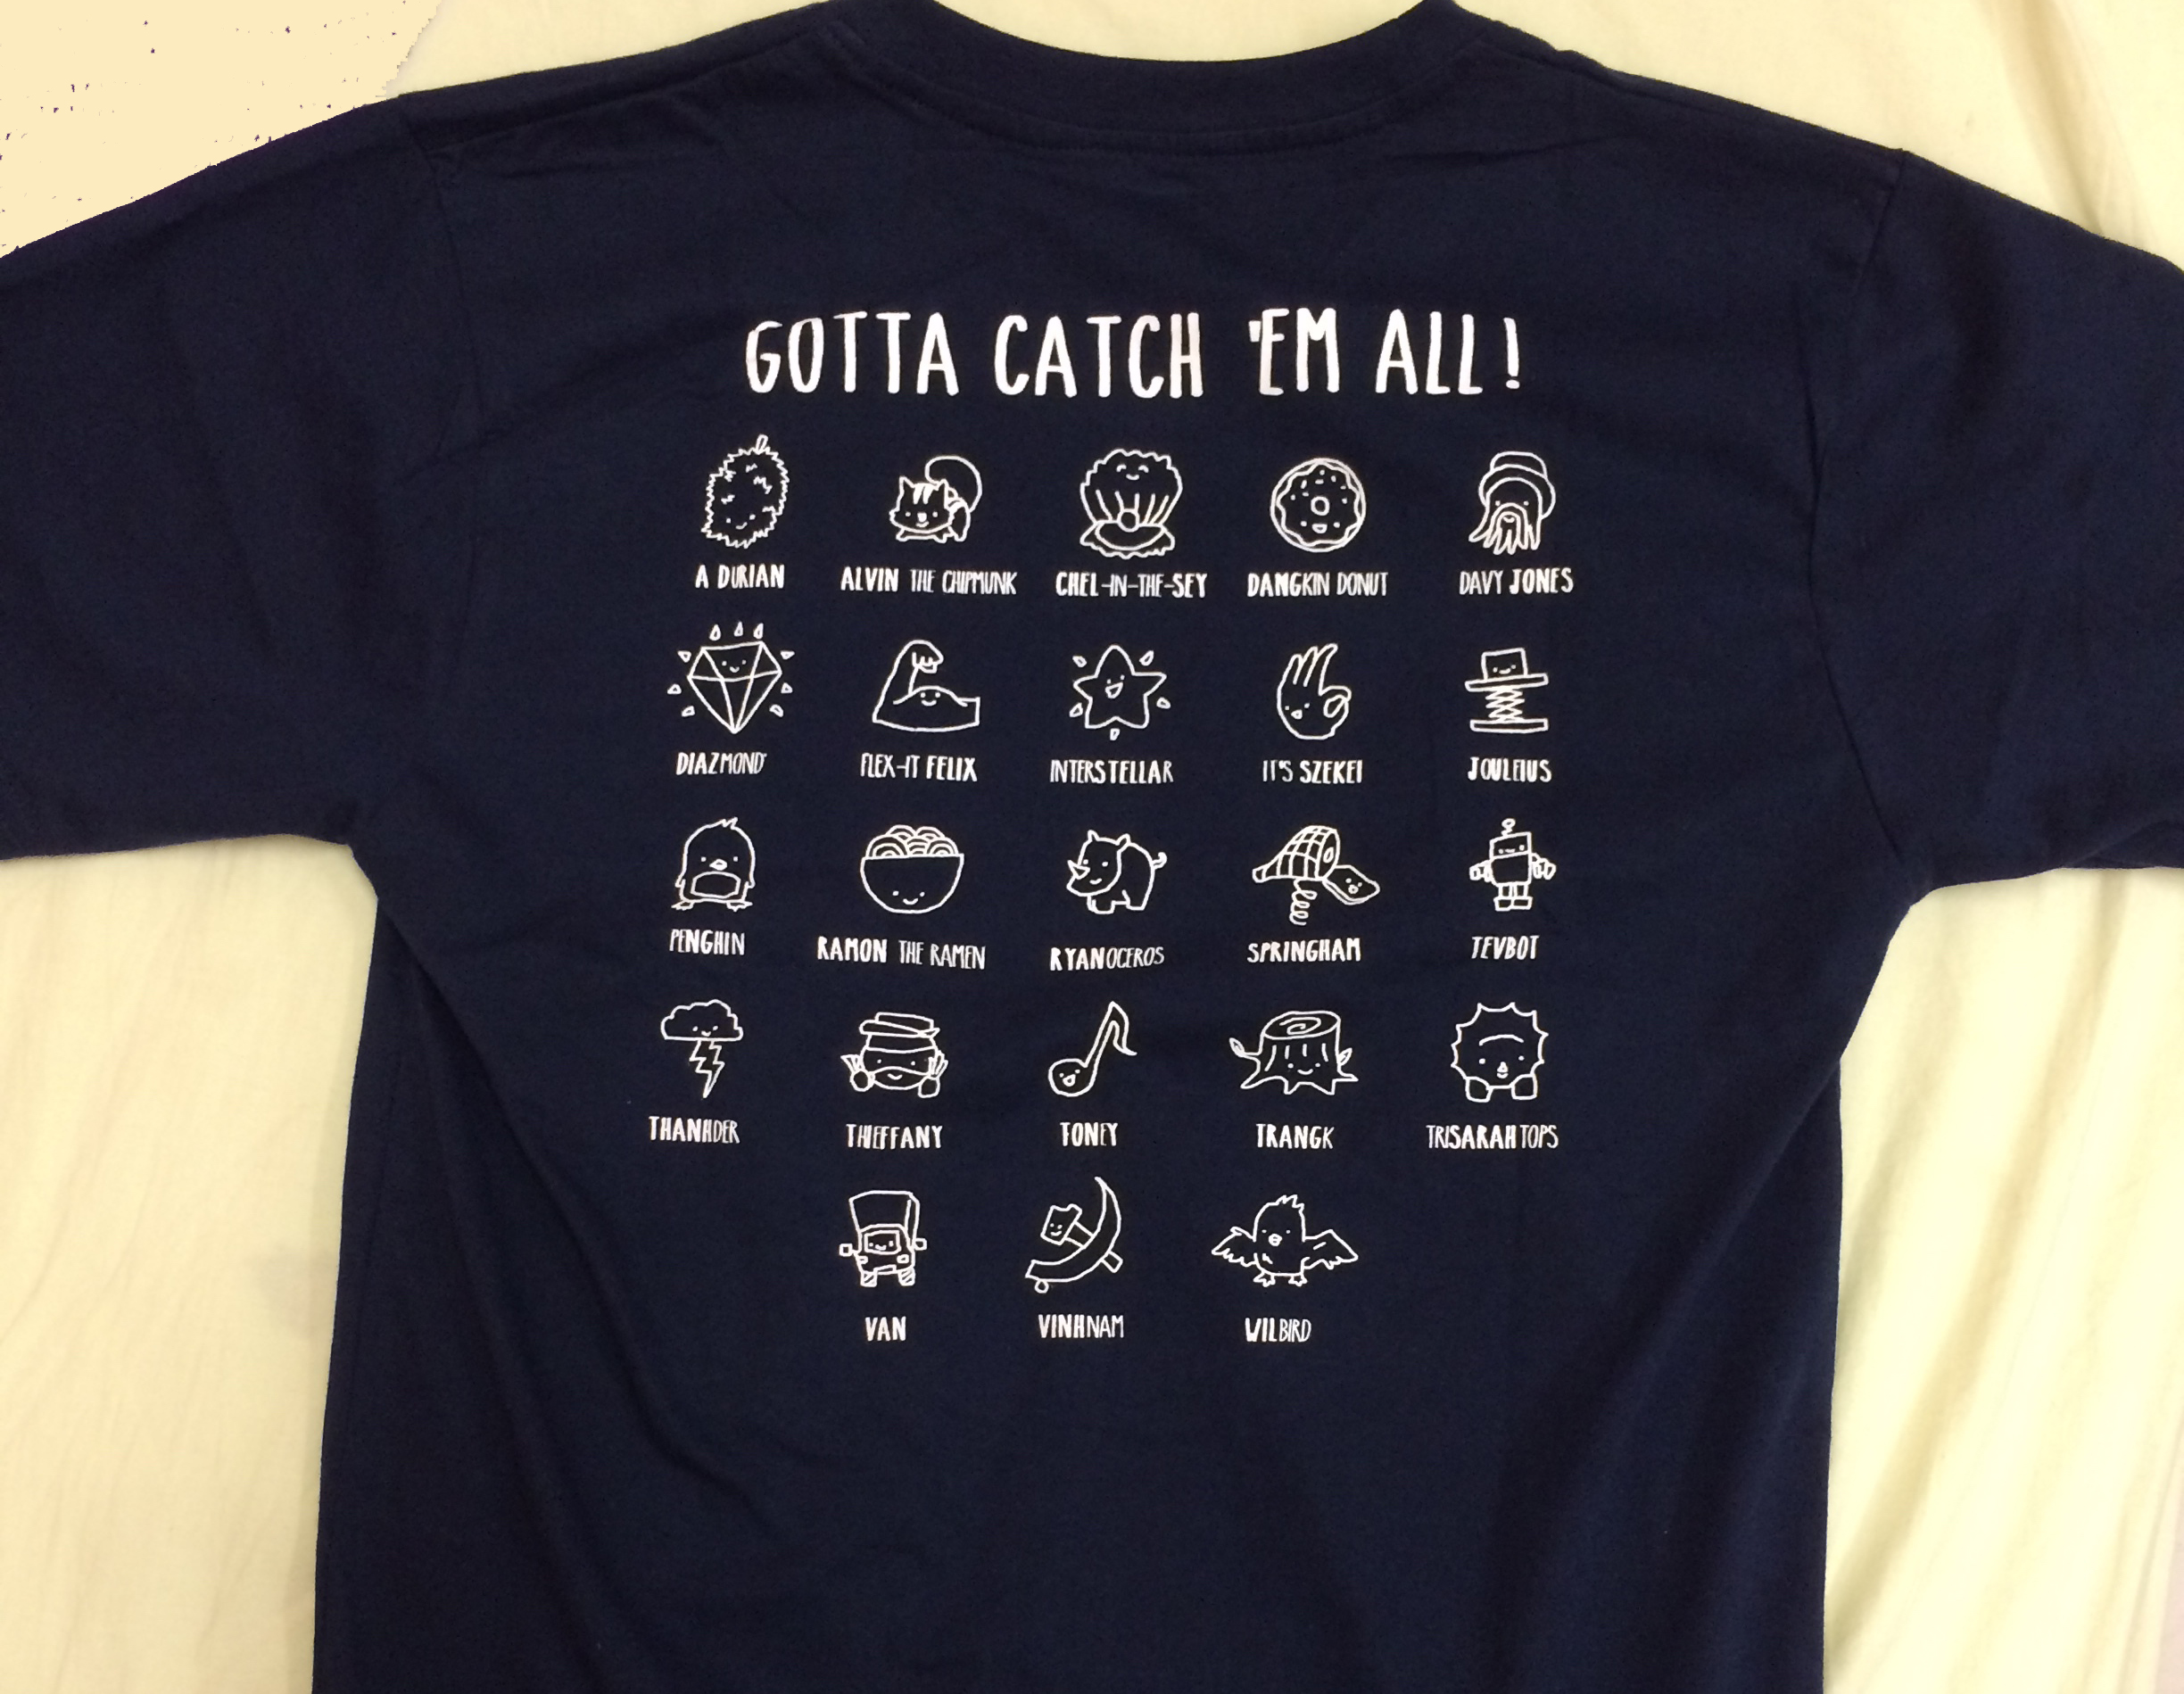 GOTTA CATCH 'EM ALL!
A DURIAN ALVIN THE CHIPMUNK CHEL-IN-THE-SEY DANGKIN DONUT DAVY JONES
DIAZMOND FLEX-IT FELIX INTERSTELLAR IT'S SZEKEI JOULEIUS
PENGHIN RAMON THE RAMEN RYANOCEROS SPRINGHAM TEVBOT
THANHDER THIEFFANY TONEY TRANGK TRISARAHTOPS
VAN VINHNAM WILBIRD